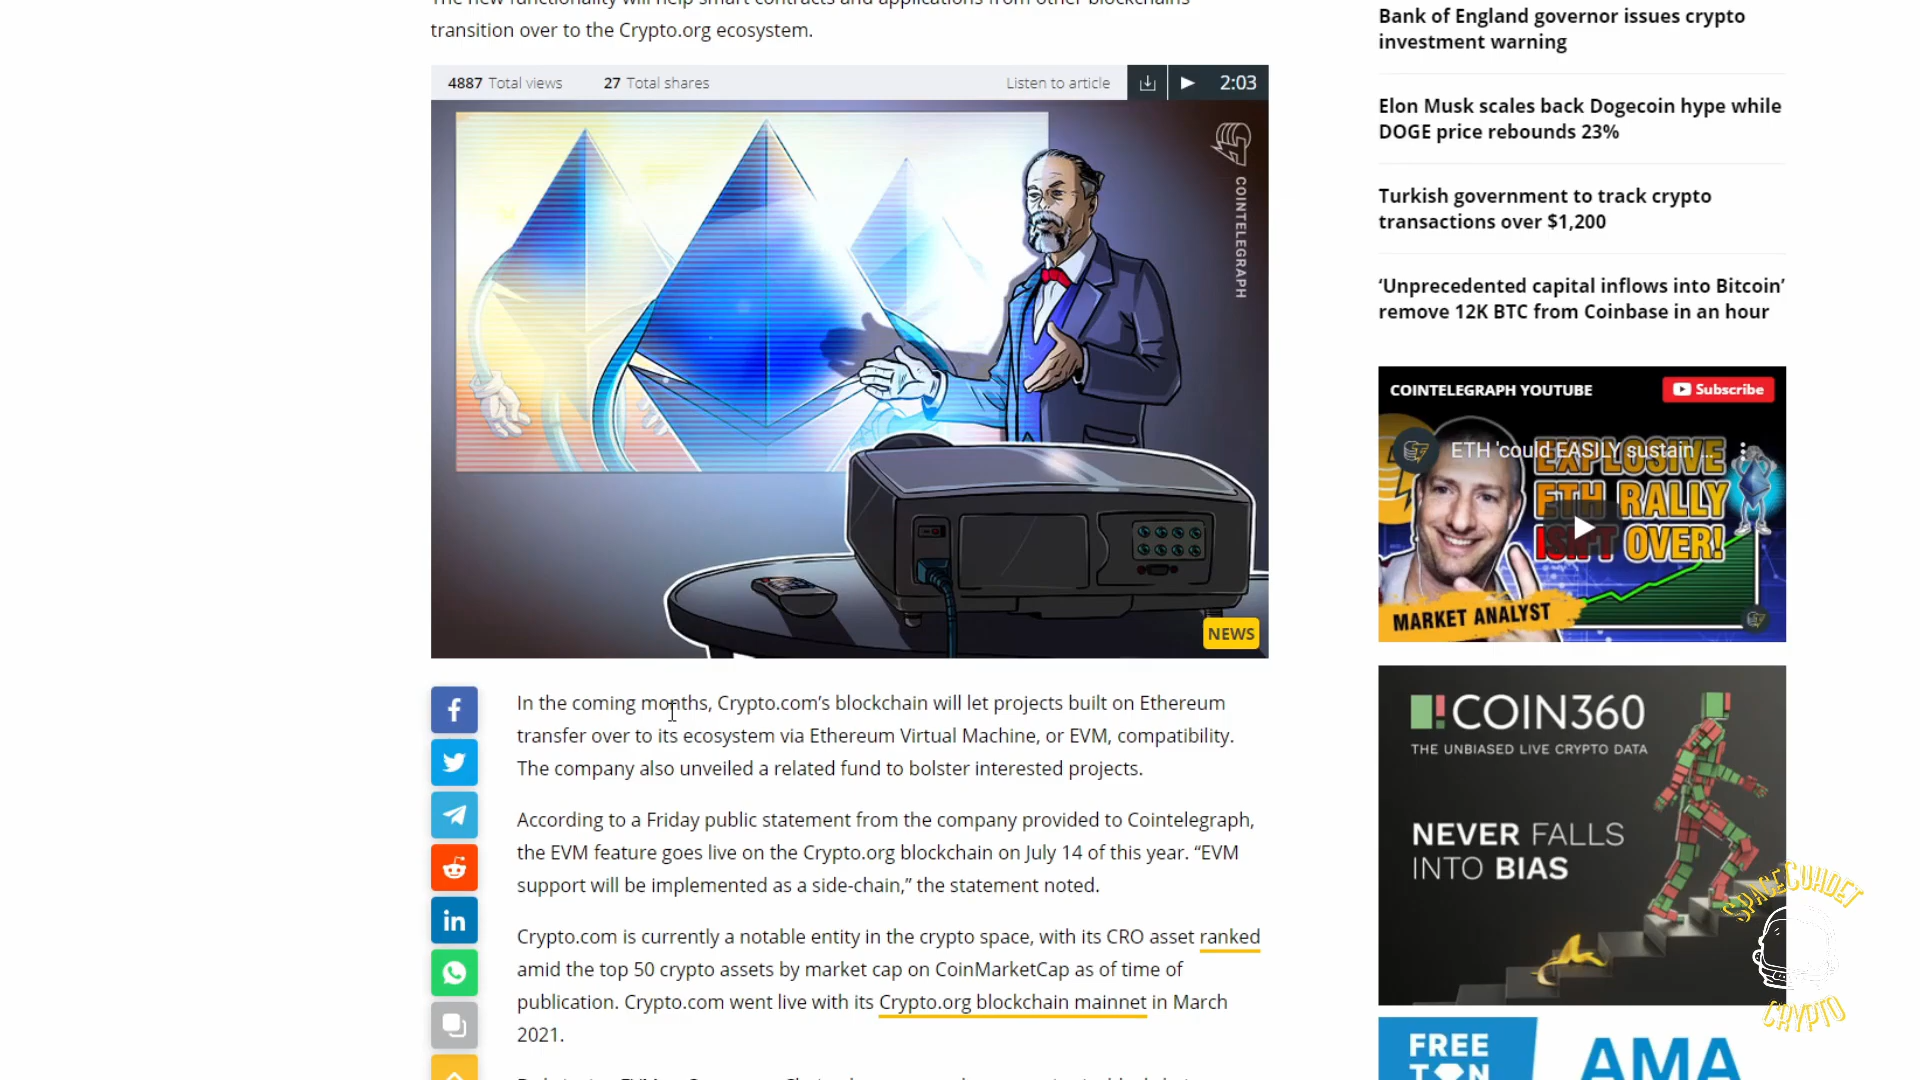 transition over to the Crypto.org ecosystem.
4887 Total views 27 Total shares Listen to article 2:03
COINTELEGRAPH
NEWS
In the coming months, Crypto.com’s blockchain will let projects built on Ethereum
transfer over to its ecosystem via Ethereum Virtual Machine, or EVM, compatibility.
The company also unveiled a related fund to bolster interested projects.
According to a Friday public statement from the company provided to Cointelegraph,
the EVM feature goes live on the Crypto.org blockchain on July 14 of this year. “EVM
support will be implemented as a side-chain,” the statement noted.
Crypto.com is currently a notable entity in the crypto space, with its CRO asset ranked
amid the top 50 crypto assets by market cap on CoinMarketCap as of time of
publication. Crypto.com went live with its Crypto.org blockchain mainnet in March
2021.
Bank of England governor issues crypto
investment warning
Elon Musk scales back Dogecoin hype while
DOGE price rebounds 23%
Turkish government to track crypto
transactions over $1,200
‘Unprecedented capital inflows into Bitcoin’
remove 12K BTC from Coinbase in an hour
COINTELEGRAPH YOUTUBE Subscribe
ETH 'could EASILY sustain ...
EXPLOSIVE
ETH RALLY
ISN'T OVER!
MARKET ANALYST
COIN360
THE UNBIASED LIVE CRYPTO DATA
NEVER FALLS
INTO BIAS
SPACECUHDET
CRYPTO
FREE
TON
AMA